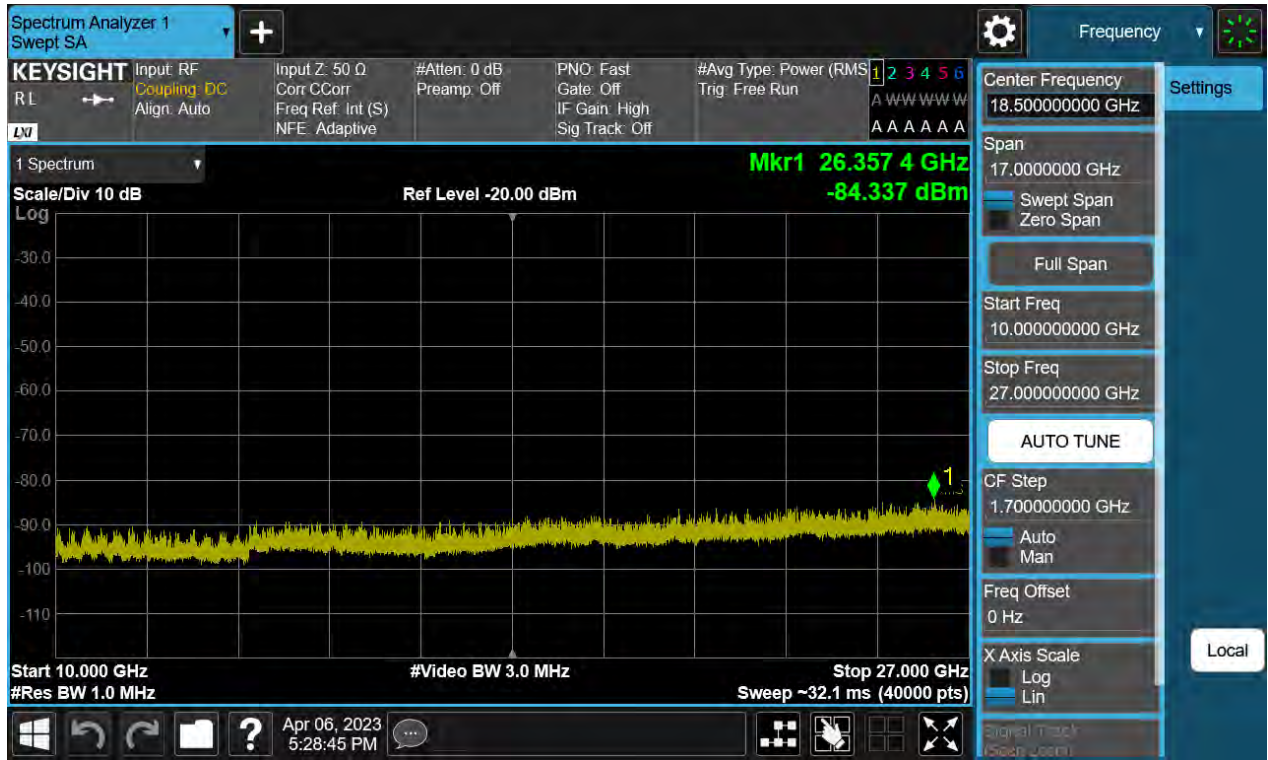 Spectrum Analyzer 1
Swept SA
+
Frequency
KEYSIGHT
RL
LXI
Input: RF
Coupling: DC
Align: Auto
Input Z: 50 Ω
Corr CCorr
Freq Ref: Int (S)
NFE: Adaptive
#Atten: 0 dB
Preamp: Off
PNO: Fast
Gate: Off
IF Gain: High
Sig Track: Off
#Avg Type: Power (RMS
Trig: Free Run
1 2 3 4 5 6
A W W W W W
A A A A A A
1 Spectrum
Mkr1 26.357 4 GHz
Scale/Div 10 dB
Ref Level -20.00 dBm
-84.337 dBm
Log
-30.0
-40.0
-50.0
-60.0
-70.0
-80.0
-90.0
-100
-110
1
Start 10.000 GHz
#Video BW 3.0 MHz
Stop 27.000 GHz
#Res BW 1.0 MHz
Sweep ~32.1 ms (40000 pts)
Apr 06, 2023
5:28:45 PM
Center Frequency
18.500000000 GHz
Span
17.0000000 GHz
Swept Span
Zero Span
Full Span
Start Freq
10.000000000 GHz
Stop Freq
27.000000000 GHz
AUTO TUNE
CF Step
1.700000000 GHz
Auto
Man
Freq Offset
0 Hz
X Axis Scale
Log
Lin
Signal Track
(Span Zoom)
Settings
Local